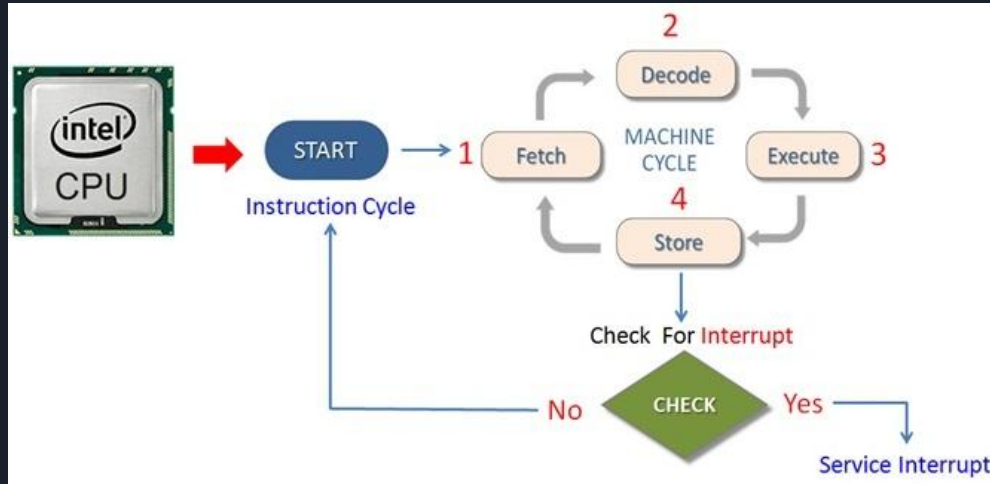 intel
CPU
START
Instruction Cycle
1
Fetch
2
Decode
MACHINE
CYCLE
Execute
3
4
Store
Check For Interrupt
CHECK
No
Yes
Service Interrupt